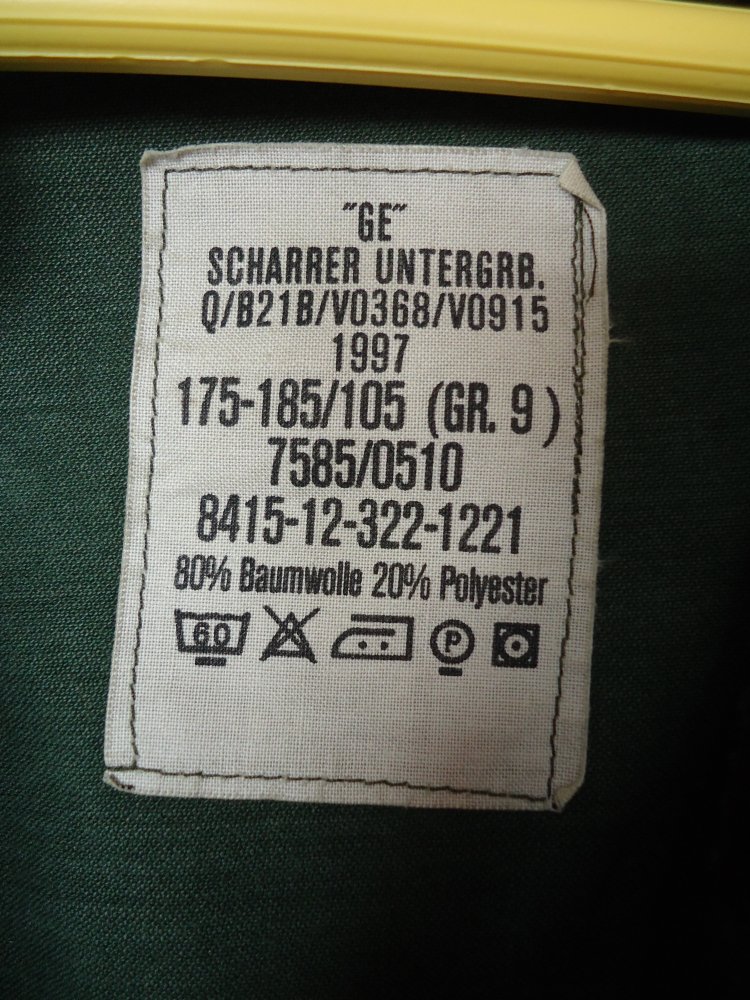 "GE"
SCHARRER UNTERGRB.
Q/B21B/V0368/V0915
1997
175-185/105 (GR. 9 )
7585/0510
8415-12-322-1221
80% Baumwolle 20% Polyester
60 P